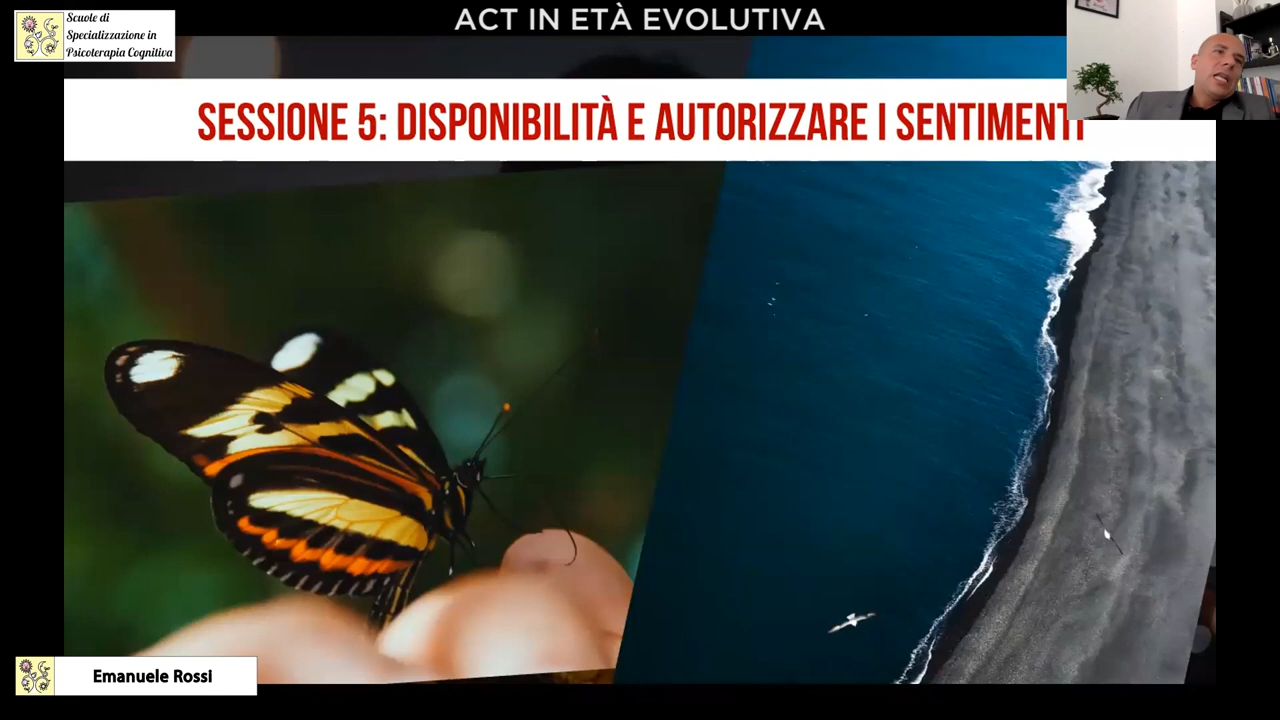 ACT IN ETÀ EVOLUTIVA
Scuole di
Specializzazione in
Psicoterapia Cognitiva
SESSIONE 5: DISPONIBILITÀ E AUTORIZZARE I SENTIMENTI
Emanuele Rossi